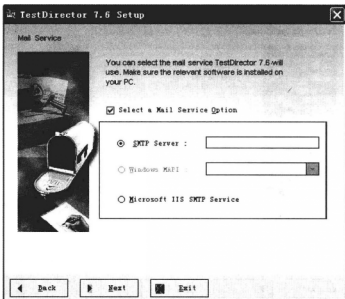 TestDirector 7.6 Setup
Mail Service
You can select the mail service TestDirector 7.6 will
use. Make sure the relevant software is installed on
your PC.
Select a Mail Service Option
SMTP Server :
Windows MAPI :
Microsoft IIS SMTP Service
Back Next Exit